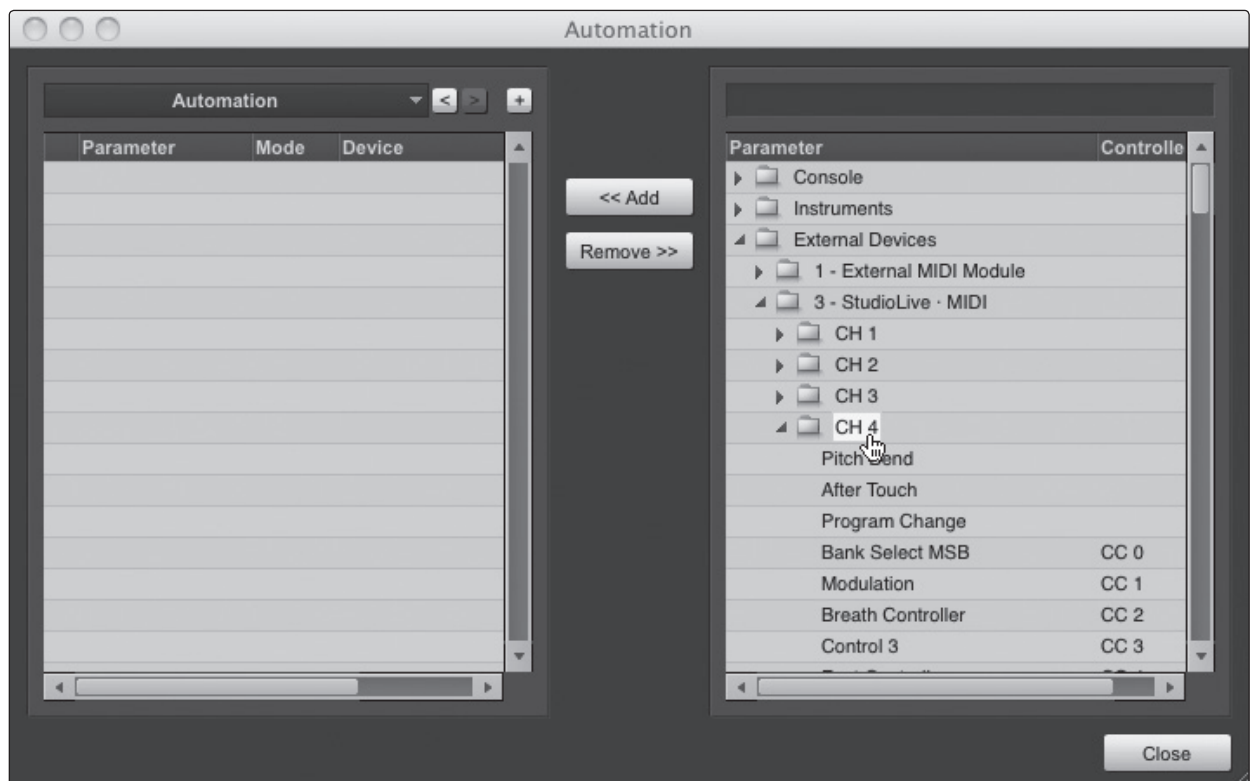 Automation
Automation < > +
Parameter Mode Device
<< Add
Remove >>
Parameter Controlle
Console
Instruments
External Devices
1 - External MIDI Module
3 - StudioLive · MIDI
CH 1
CH 2
CH 3
CH 4
Pitch Bend
After Touch
Program Change
Bank Select MSB CC 0
Modulation CC 1
Breath Controller CC 2
Control 3 CC 3
Close